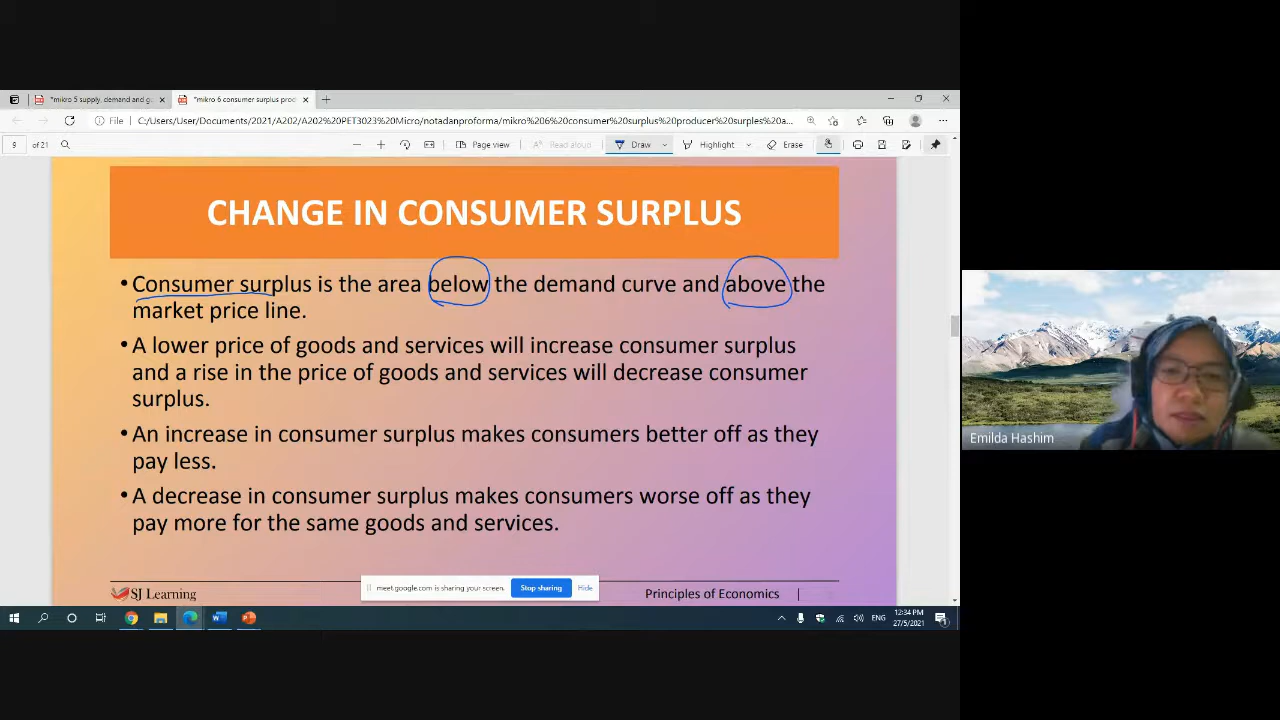 *mikro 5 supply, demand and g
*mikro 6 consumer surplus prod
File
C:/Users/User/Documents/2021/A202/A202%20PET3023%20Micro/notadanproforma/mikro%206%20consumer%20surplus%20producer%20surples%20a...
9 of 21
Page view
Read aloud
Draw
Highlight
Erase
CHANGE IN CONSUMER SURPLUS
• Consumer surplus is the area below the demand curve and above the
market price line.
• A lower price of goods and services will increase consumer surplus
and a rise in the price of goods and services will decrease consumer
surplus.
• An increase in consumer surplus makes consumers better off as they
pay less.
• A decrease in consumer surplus makes consumers worse off as they
pay more for the same goods and services.
SJ Learning
meet.google.com is sharing your screen.
Stop sharing
Hide
Principles of Economics |
Emilda Hashim
ENG
12:34 PM
27/5/2021